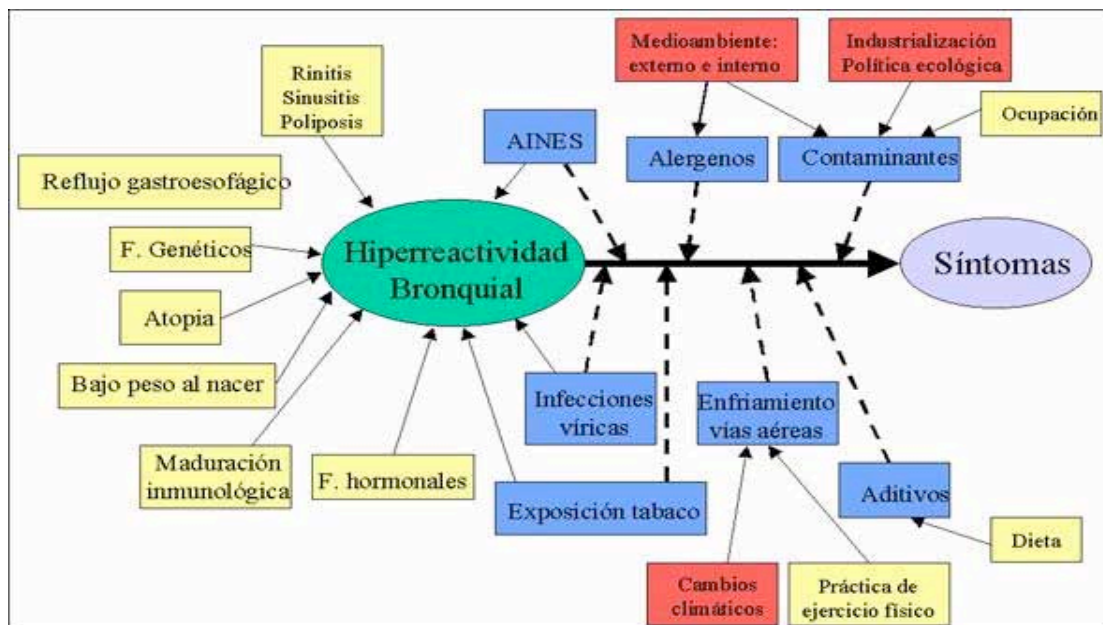 Medioambiente:
externo e interno
Industrialización
Política ecológica
Rinitis
Sinusitis
Poliposis
Ocupación
AINES
Alergenos
Contaminantes
Reflujo gastroesofágico
F. Genéticos
Hiperreactividad
Bronquial
Síntomas
Atopia
Bajo peso al nacer
Infecciones
víricas
Enfriamiento
vías aéreas
Maduración
inmunológica
F. hormonales
Exposición tabaco
Aditivos
Dieta
Cambios
climáticos
Práctica de
ejercicio físico